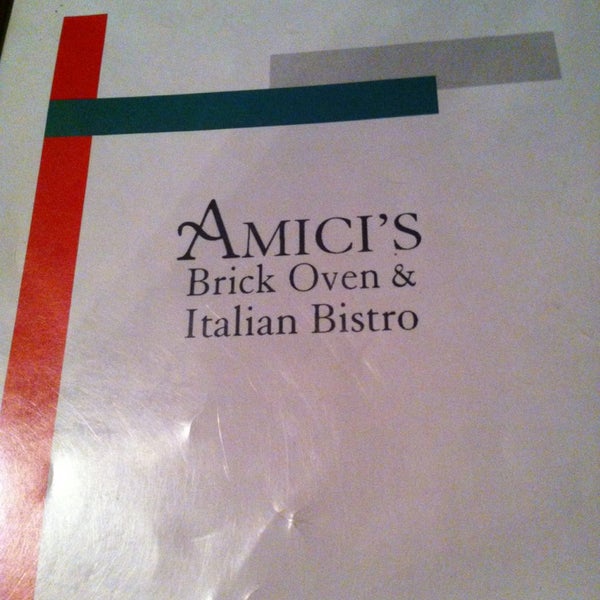 AMICI'S
Brick Oven &
Italian Bistro